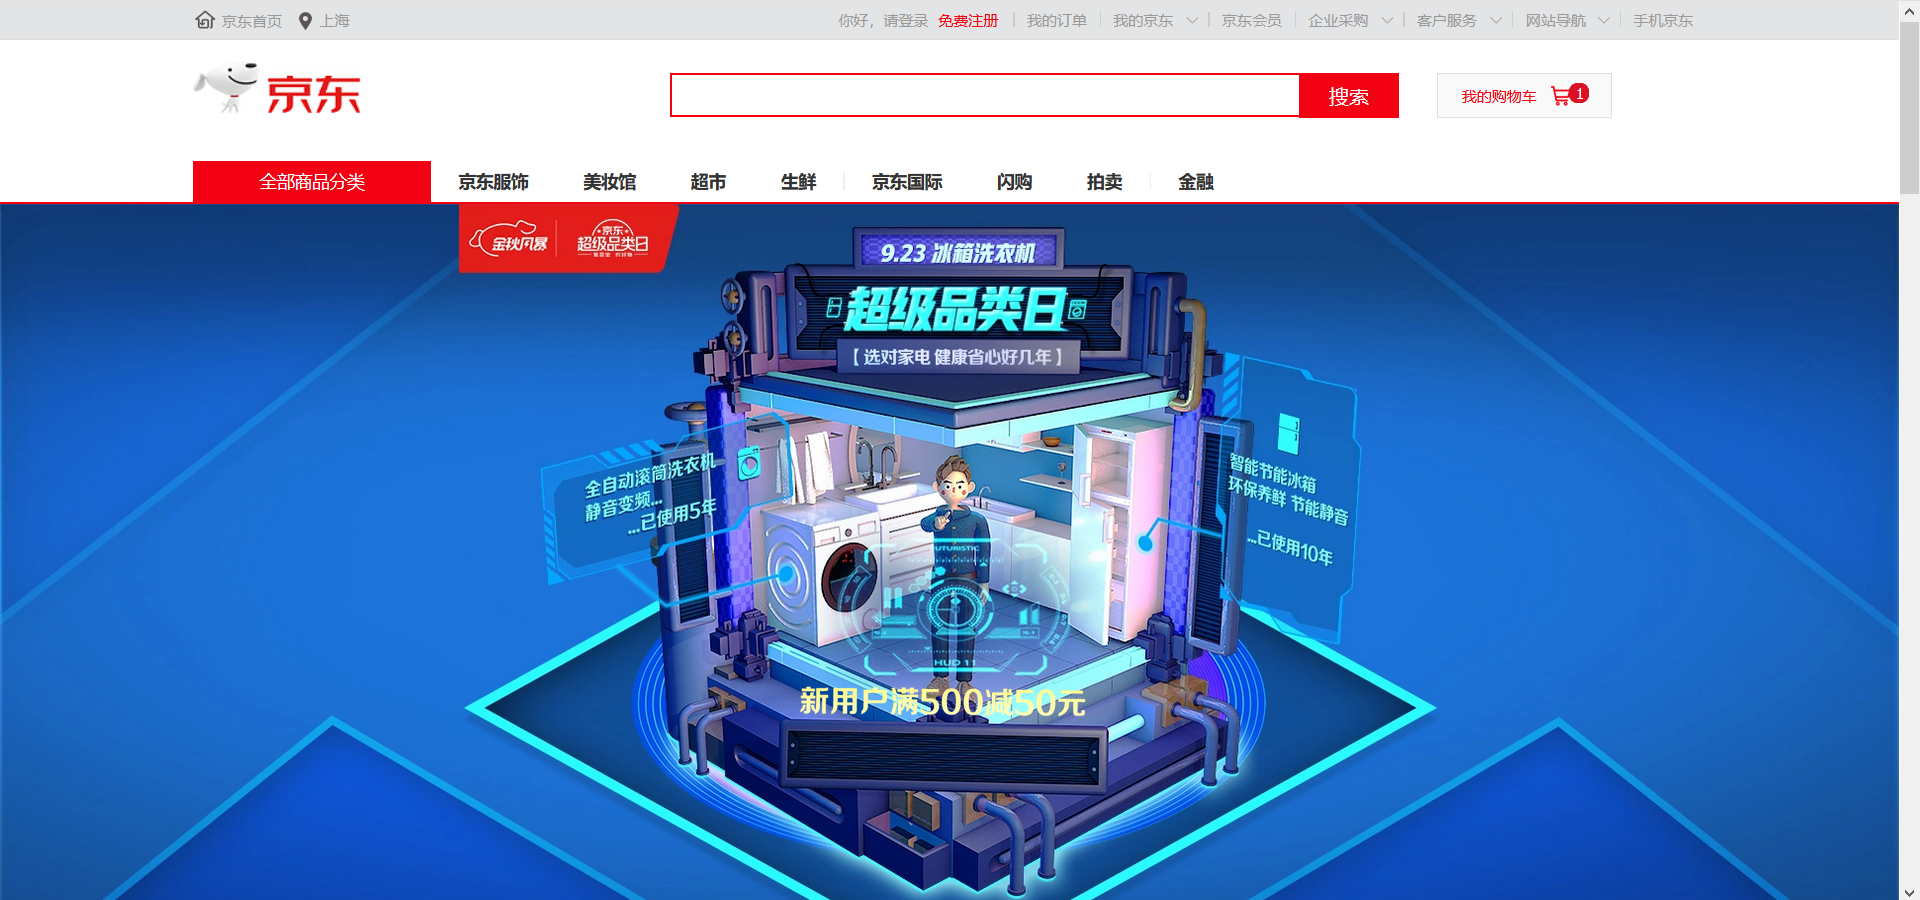 京东首页 上海 你好，请登录 免费注册 我的订单 我的京东 京东会员 企业采购 客户服务 网站导航 手机京东
京东 搜索 我的购物车 1
全部商品分类 京东服饰 美妆馆 超市 生鲜 京东国际 闪购 拍卖 金融
金秋风暴
京东
超级品类日
9.23 冰箱洗衣机
超级品类日
【选对家电 健康省心好几年】
全自动滚筒洗衣机
静音变频...
...已使用5年
智能节能冰箱
环保养鲜 节能静音
...已使用10年
FUTURISTIC
HUD 11
新用户满500减50元